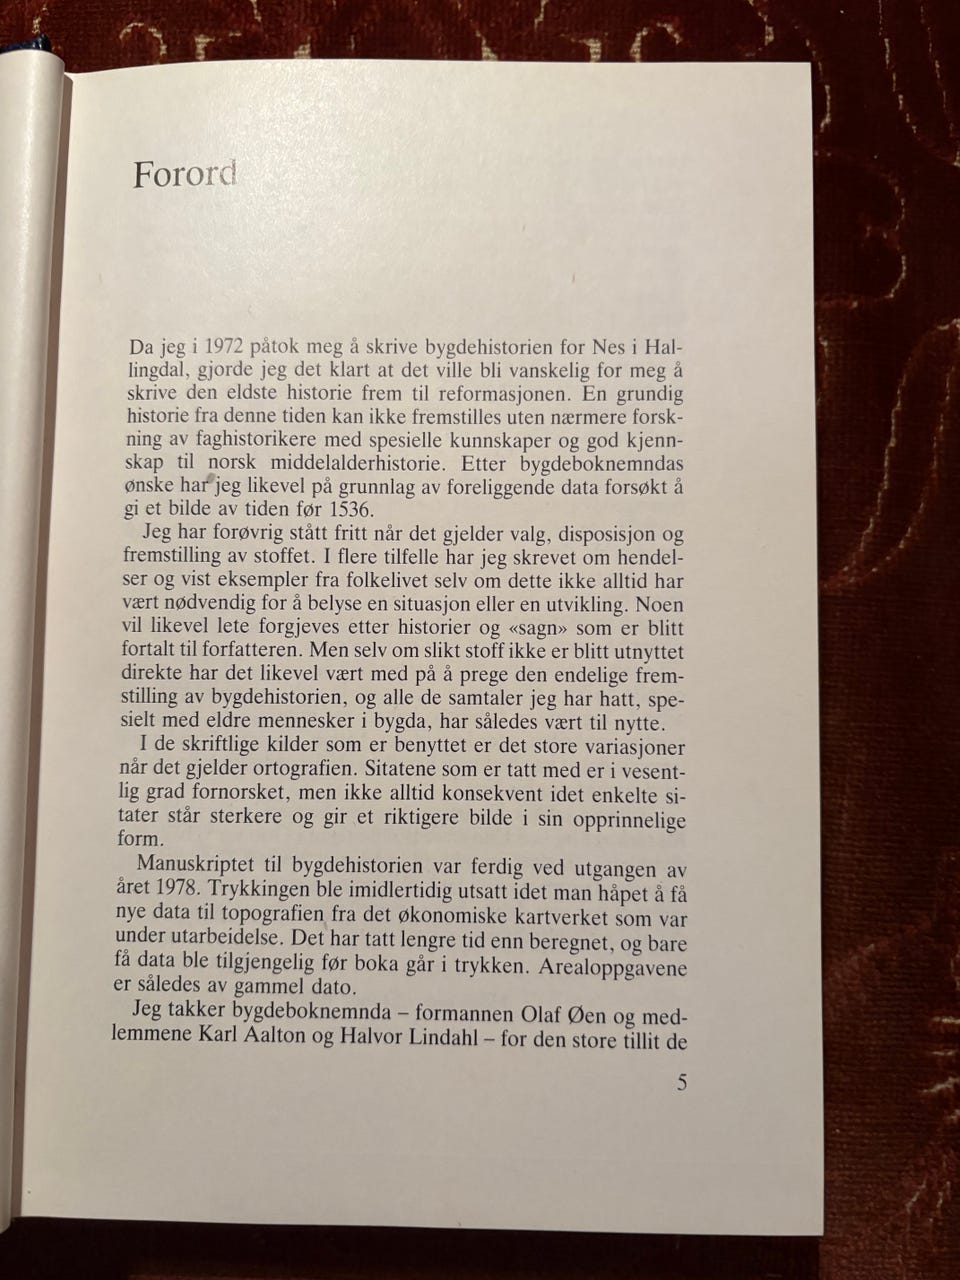 Forord
Da jeg i 1972 påtok meg å skrive bygdehistorien for Nes i Hal-
lingdal, gjorde jeg det klart at det ville bli vanskelig for meg å
skrive den eldste historie frem til reformasjonen. En grundig
historie fra denne tiden kan ikke fremstilles uten nærmere forsk-
ning av faghistorikere med spesielle kunnskaper og god kjenn-
skap til norsk middelalderhistorie. Etter bygdeboknemndas
ønske har jeg likevel på grunnlag av foreliggende data forsøkt å
gi et bilde av tiden før 1536.
Jeg har forøvrig stått fritt når det gjelder valg, disposisjon og
fremstilling av stoffet. I flere tilfelle har jeg skrevet om hendel-
ser og vist eksempler fra folkelivet selv om dette ikke alltid har
vært nødvendig for å belyse en situasjon eller en utvikling. Noen
vil likevel lete forgjeves etter historier og «sagn» som er blitt
fortalt til forfatteren. Men selv om slikt stoff ikke er blitt utnyttet
direkte har det likevel vært med på å prege den endelige frem-
stilling av bygdehistorien, og alle de samtaler jeg har hatt, spe-
sielt med eldre mennesker i bygda, har således vært til nytte.
I de skriftlige kilder som er benyttet er det store variasjoner
når det gjelder ortografien. Sitatene som er tatt med er i vesent-
lig grad fornorsket, men ikke alltid konsekvent idet enkelte si-
tater står sterkere og gir et riktigere bilde i sin opprinnelige
form.
Manuskriptet til bygdehistorien var ferdig ved utgangen av
året 1978. Trykkingen ble imidlertidig utsatt idet man håpet å få
nye data til topografien fra det økonomiske kartverket som var
under utarbeidelse. Det har tatt lengre tid enn beregnet, og bare
få data ble tilgjengelig før boka går i trykken. Arealoppgavene
er således av gammel dato.
Jeg takker bygdeboknemnda – formannen Olaf Øen og med-
lemmene Karl Aalton og Halvor Lindahl – for den store tillit de
5